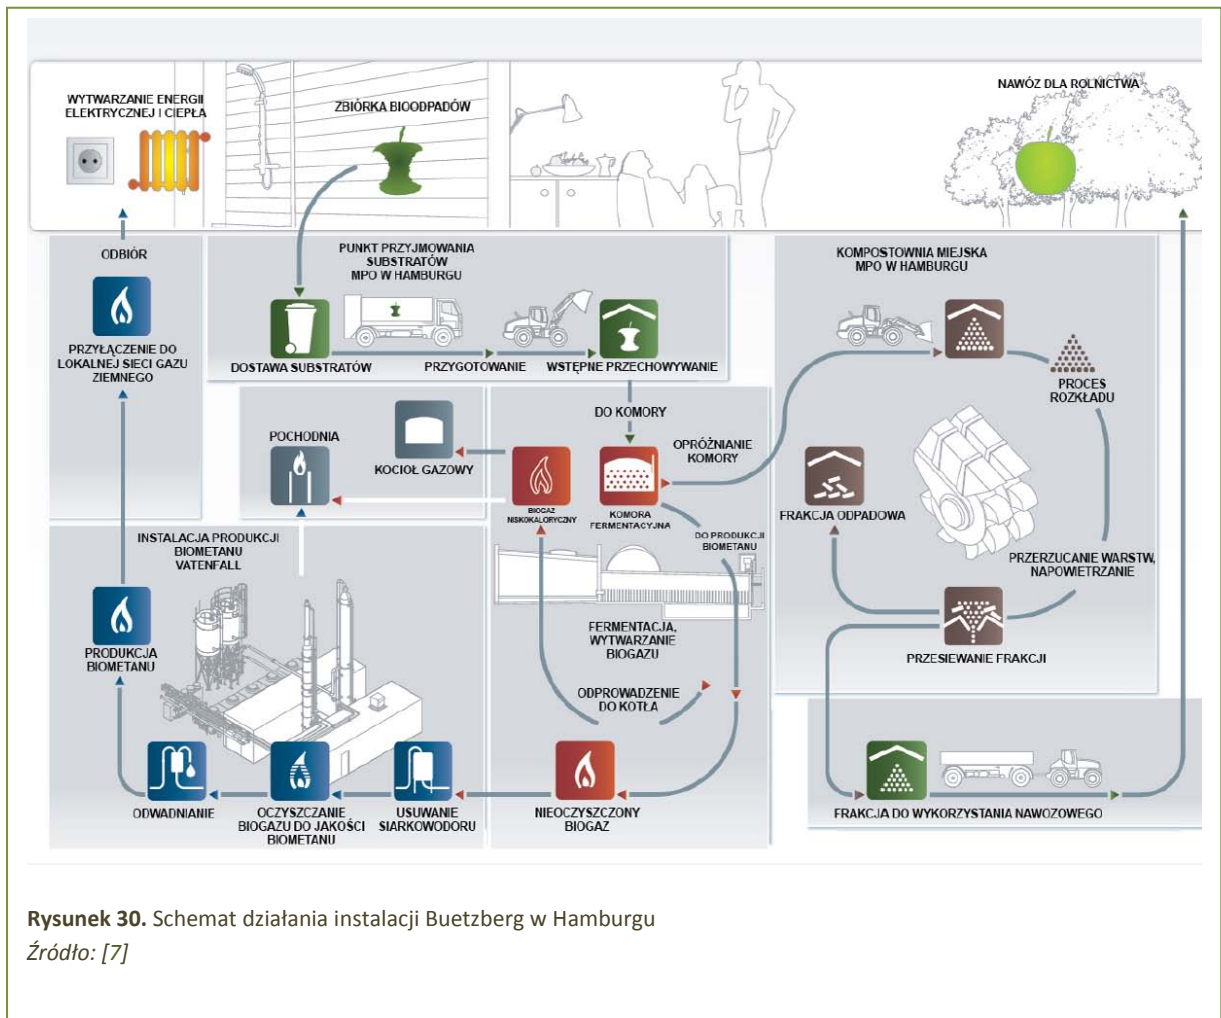 WYTWARZANIE ENERGII
ELEKTRYCZNEJ I CIEPŁA
ZBIÓRKA BIOODPADÓW
NAWÓZ DLA ROLNICTWA
ODBIÓR
PRZYŁĄCZENIE DO
LOKALNEJ SIECI GAZU
ZIEMNEGO
PUNKT PRZYJMOWANIA
SUBSTRATÓW
MPO W HAMBURGU
DOSTAWA SUBSTRATÓW
PRZYGOTOWANIE
WSTĘPNE PRZECHOWYWANIE
KOMPOSTOWNIA MIEJSKA
MPO W HAMBURGU
PROCES
ROZKŁADU
DO KOMORY
OPRÓŻNIANIE
KOMORY
POCHODNIA
KOCIOŁ GAZOWY
BIOGAZ
NISKOKALORYCZNY
KOMORA
FERMENTACYJNA
DO PRODUKCJI
BIOMETANU
FRAKCJA ODPADOWA
PRZERZUCANIE WARSTW,
NAPOWIETRZANIE
PRZESIEWANIE FRAKCJI
INSTALACJA PRODUKCJI
BIOMETANU
VATENFALL
PRODUKCJA
BIOMETANU
FERMENTACJA,
WYTWARZANIE
BIOGAZU
ODPROWADZENIE
DO KOTŁA
ODWADNIANIE
OCZYSZCZANIE
BIOGAZU DO JAKOŚCI
BIOMETANU
USUWANIE
SIARKOWODORU
NIEOCZYSZCZONY
BIOGAZ
FRAKCJA DO WYKORZYSTANIA NAWOZOWEGO
Rysunek 30. Schemat działania instalacji Buetzberg w Hamburgu
Źródło: [7]